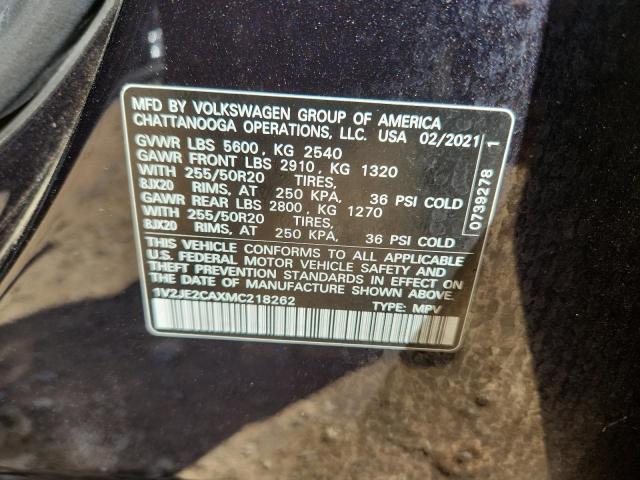 MFD BY VOLKSWAGEN GROUP OF AMERICA
CHATTANOOGA OPERATIONS, LLC. USA 02/2021
GVWR LBS 5600, KG 2540
GAWR FRONT LBS 2910, KG 1320
WITH 255/50R20 TIRES,
8JX20 RIMS, AT 250 KPA, 36 PSI COLD
GAWR REAR LBS 2800, KG 1270
WITH 255/50R20 TIRES,
8JX20 RIMS, AT 250 KPA, 36 PSI COLD
THIS VEHICLE CONFORMS TO ALL APPLICABLE
U.S. FEDERAL MOTOR VEHICLE SAFETY AND
THEFT PREVENTION STANDARDS IN EFFECT ON
THE DATE OF MANUFACTURE SHOWN ABOVE.
1V2JE2CAXMC218262 TYPE: MPV
0739278 1